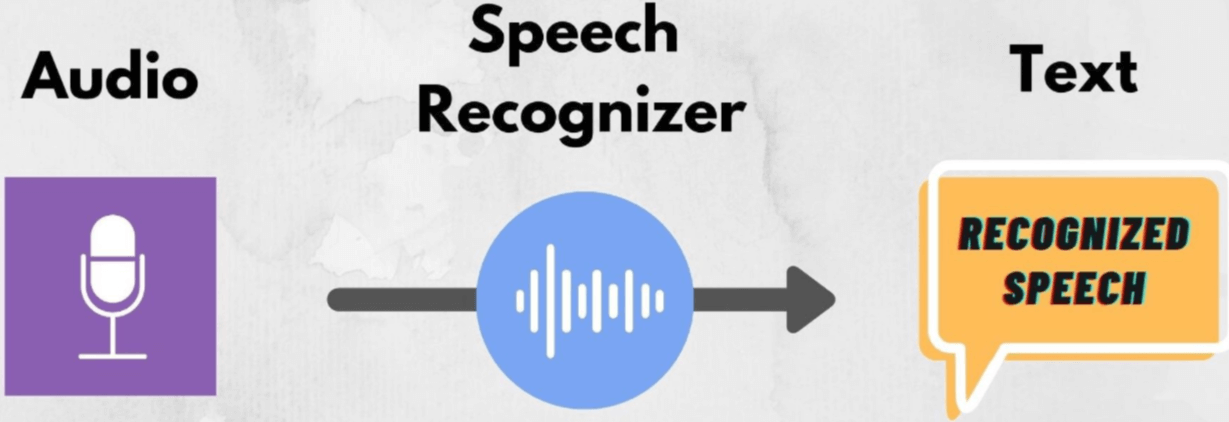 Audio
Speech
Recognizer
Text
RECOGNIZED
SPEECH